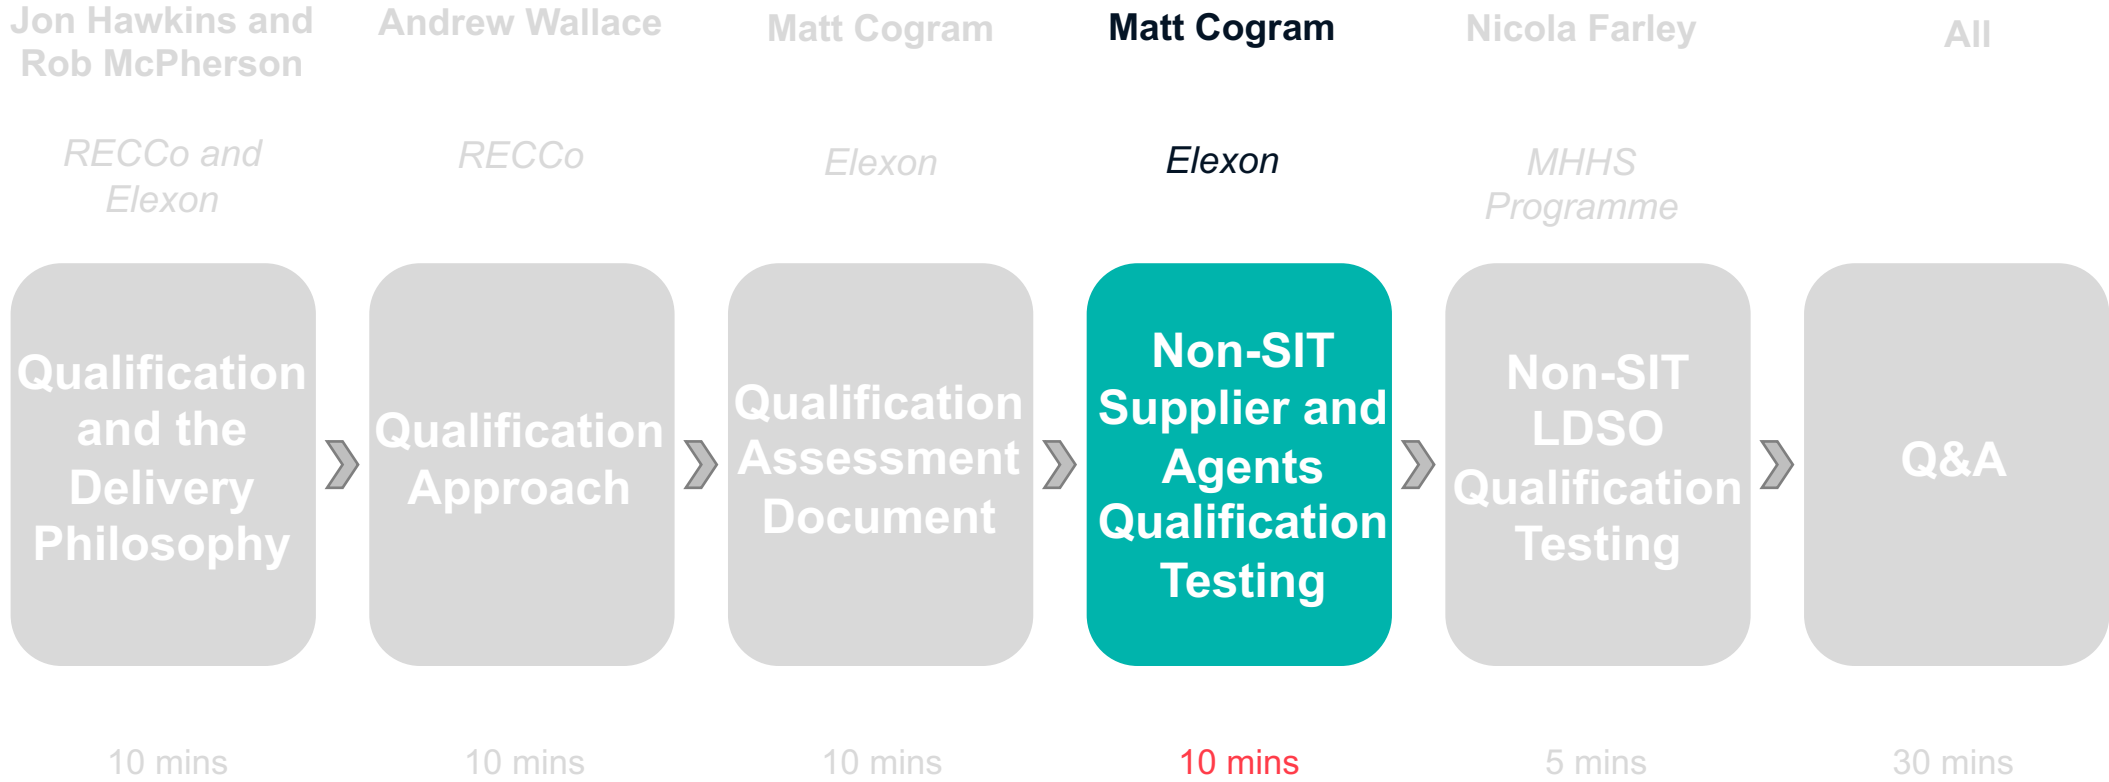 Jon Hawkins and
Rob McPherson
Andrew Wallace
Matt Cogram
Matt Cogram
Nicola Farley
All
RECCo and
Elexon
RECCo
Elexon
Elexon
MHHS
Programme
Qualification
and the
Delivery
Philosophy
Qualification
Approach
Qualification
Assessment
Document
Non-SIT
Supplier and
Agents
Qualification
Testing
Non-SIT
LDSO
Qualification
Testing
Q&A
10 mins
10 mins
10 mins
10 mins
5 mins
30 mins